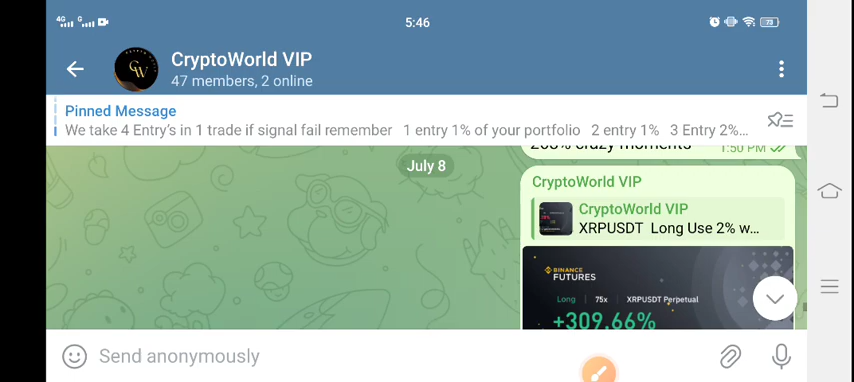 4G G 5:46 73
CryptoWorld VIP
47 members, 2 online
Pinned Message
We take 4 Entry's in 1 trade if signal fail remember 1 entry 1% of your portfolio 2 entry 1% 3 Entry 2%...
crazy moments 1:50 PM
July 8
CryptoWorld VIP
CryptoWorld VIP
XRPUSDT Long Use 2% w...
BINANCE
FUTURES
Long | 75x | XRPUSDT Perpetual
+309.66%
Send anonymously